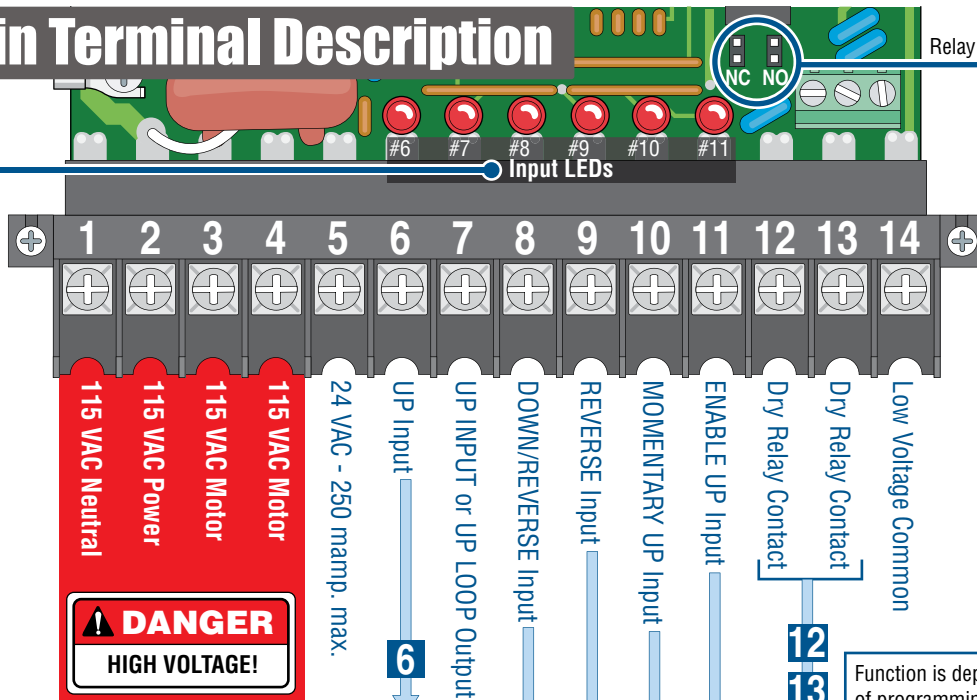 in Terminal Description
Relay
NC NO
#6 #7 #8 #9 #10 #11
Input LEDs
1 2 3 4 5 6 7 8 9 10 11 12 13 14
115 VAC Neutral
115 VAC Power
115 VAC Motor
115 VAC Motor
24 VAC - 250 mamp. max.
UP Input
UP INPUT or UP LOOP Output
DOWN/REVERSE Input
REVERSE Input
MOMENTARY UP Input
ENABLE UP Input
Dry Relay Contact
Dry Relay Contact
Low Voltage Common
DANGER
HIGH VOLTAGE!
6
12
13
Function is de
of programmin